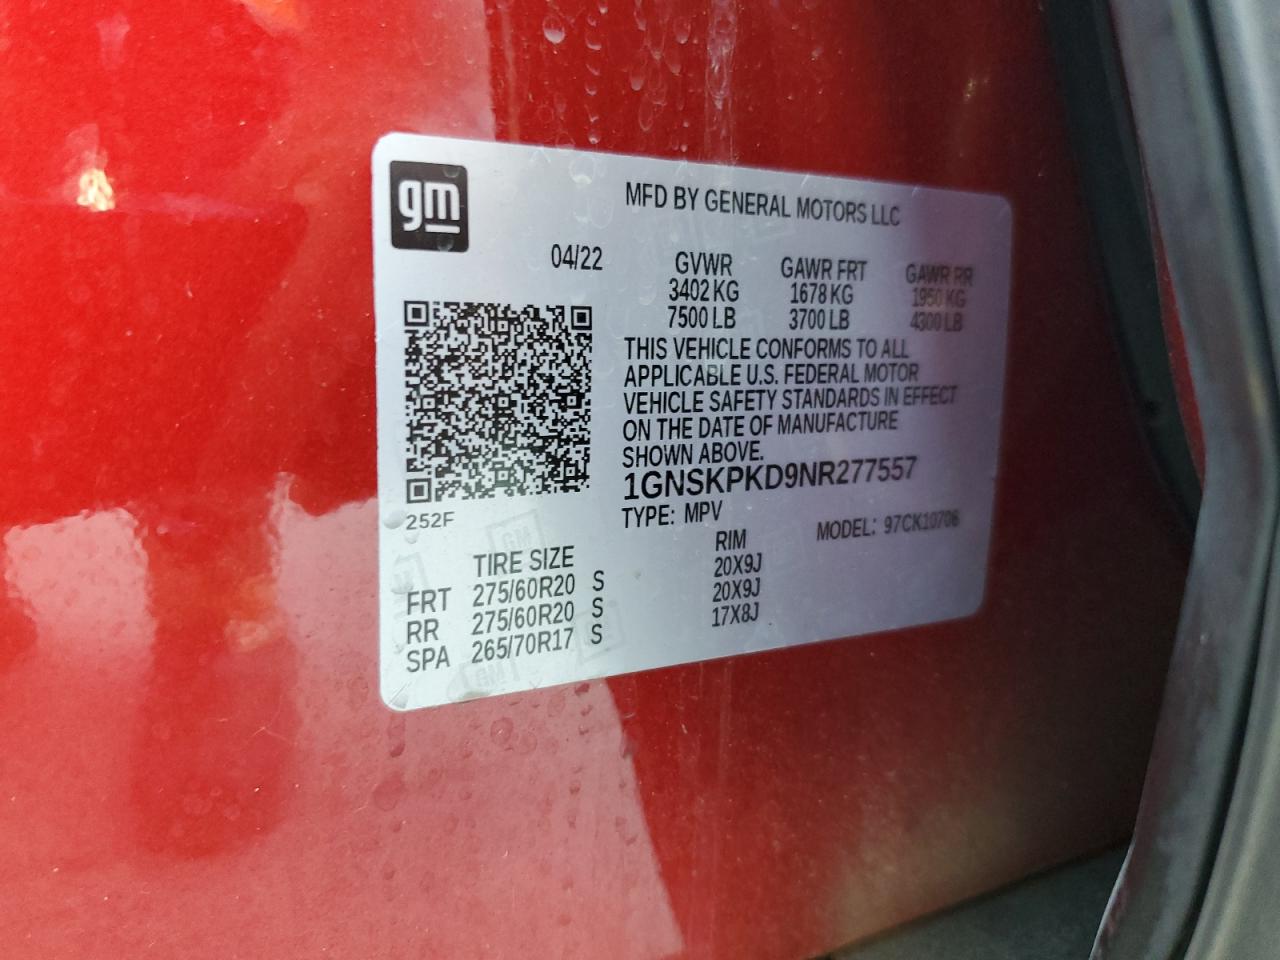 gm
MFD BY GENERAL MOTORS LLC
04/22
GVWR GAWR FRT GAWR RR
3402 KG 1678 KG 1950 KG
7500 LB 3700 LB 4300 LB
THIS VEHICLE CONFORMS TO ALL
APPLICABLE U.S. FEDERAL MOTOR
VEHICLE SAFETY STANDARDS IN EFFECT
ON THE DATE OF MANUFACTURE
SHOWN ABOVE.
1GNSKPKD9NR277557
252F
TYPE: MPV MODEL: 97CK10706
TIRE SIZE RIM
FRT 275/60R20 S 20X9J
RR 275/60R20 S 20X9J
SPA 265/70R17 S 17X8J
GM